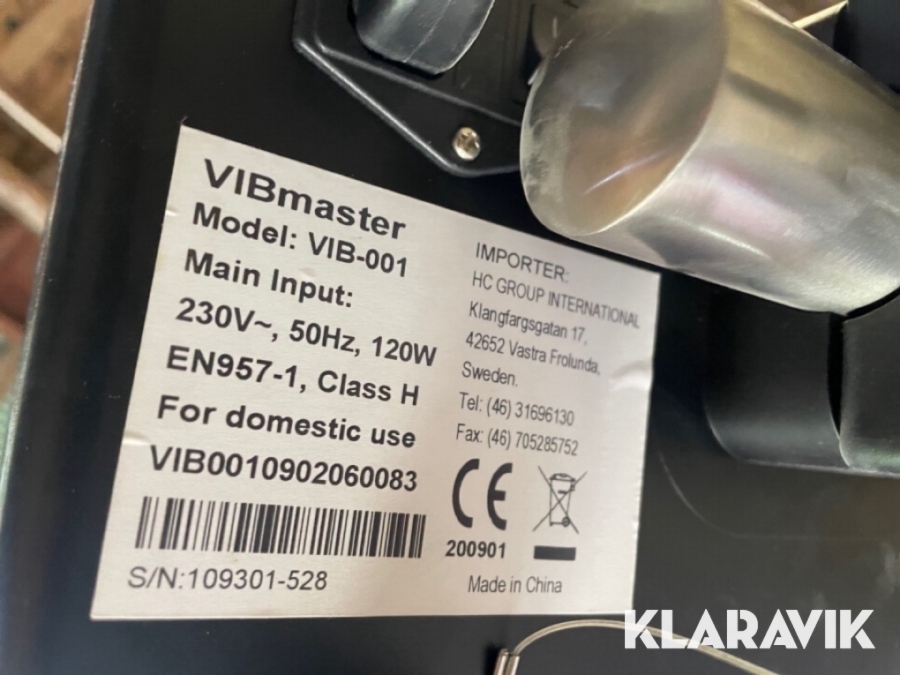 VIBmaster
Model: VIB-001
Main Input:
230V~, 50Hz, 120W
EN957-1, Class H
For domestic use
VIB0010902060083
S/N:109301-528
IMPORTER:
HC GROUP INTERNATIONAL
Klangfargsgatan 17,
42652 Vastra Frolunda,
Sweden.
Tel: (46) 31696130
Fax: (46) 705285752
CE
200901
Made in China
KLARAVIK